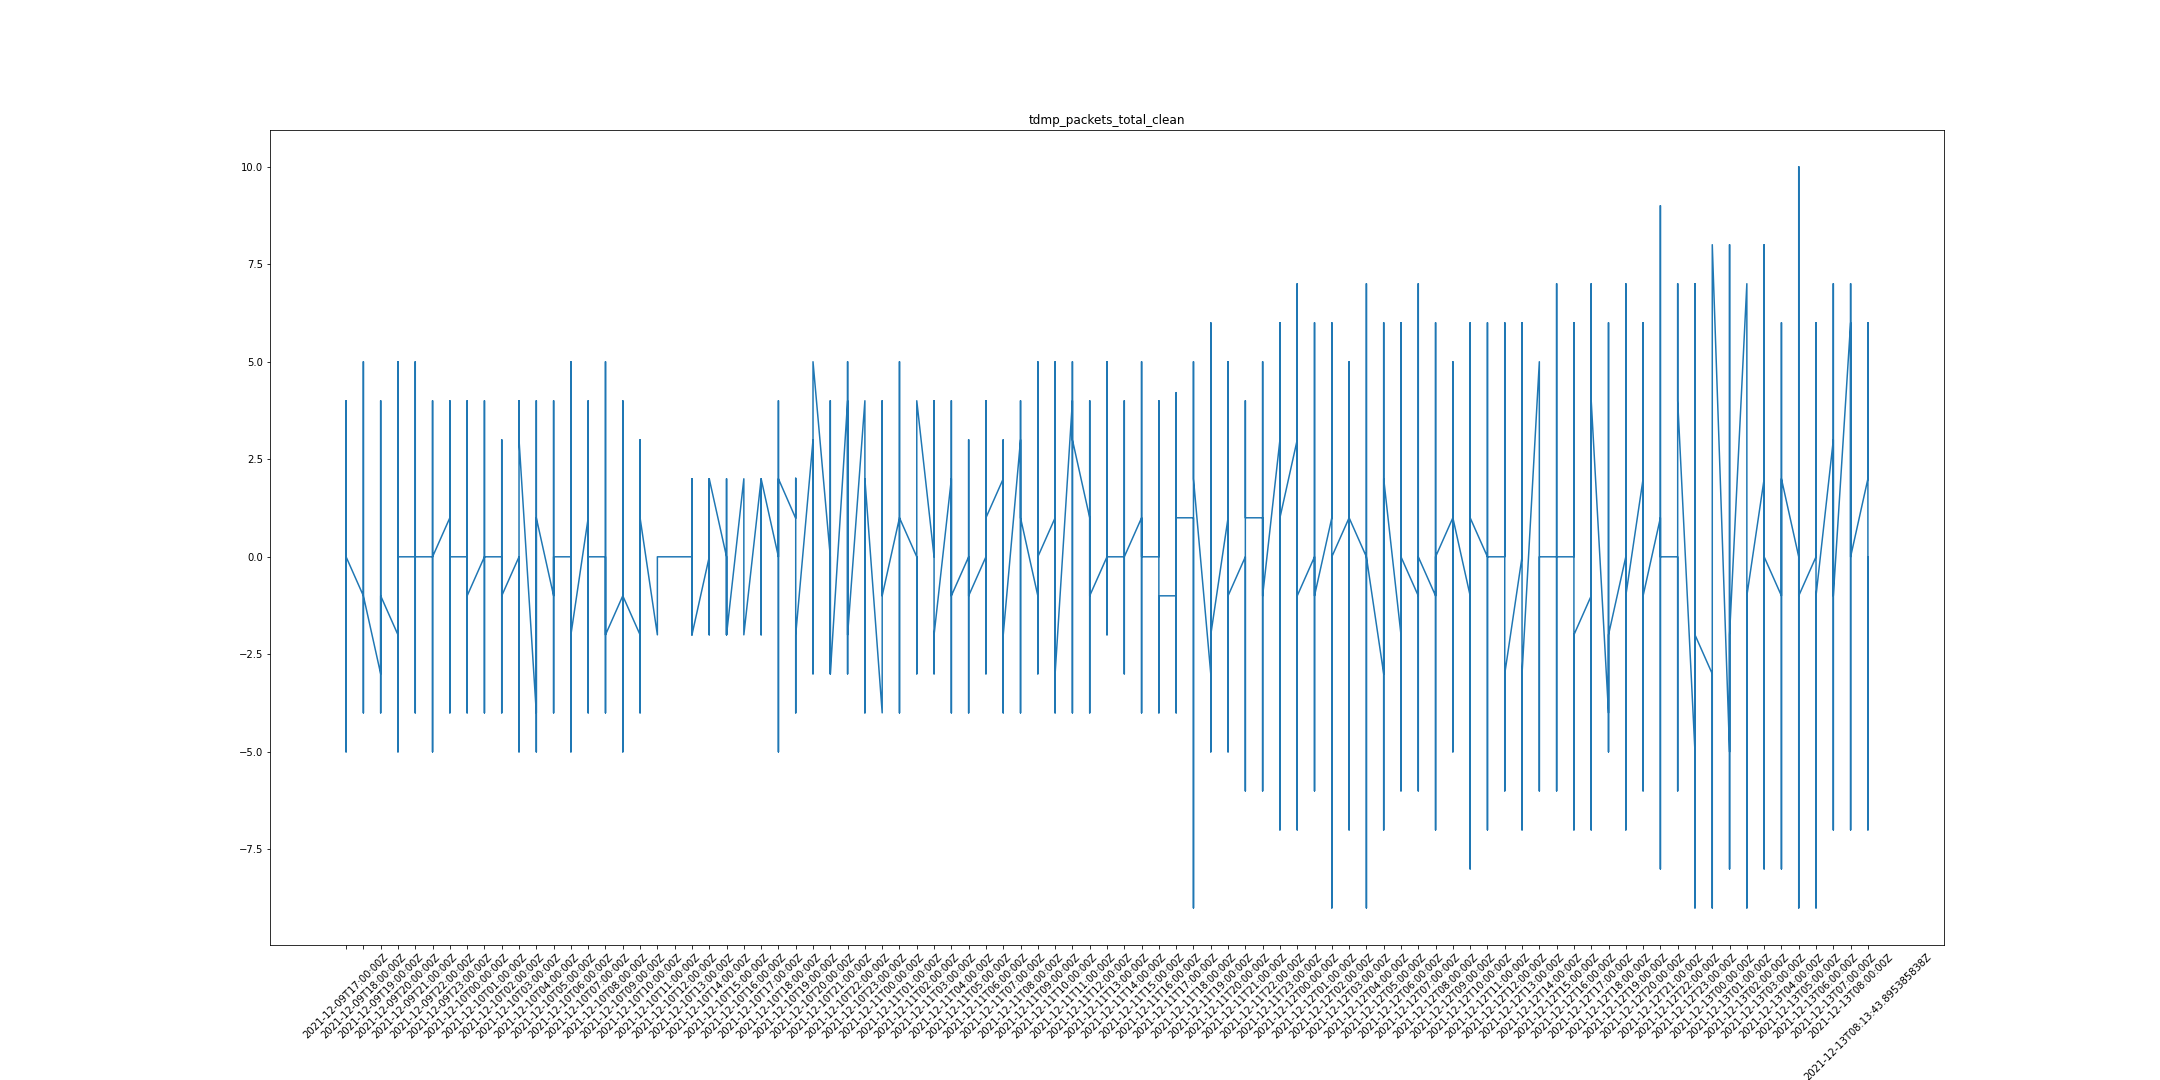 tdmp_packets_total_clean
10.0
7.5
5.0
2.5
0.0
−2.5
−5.0
−7.5
2021-12-09T17:00:00Z
2021-12-09T18:00:00Z
2021-12-09T19:00:00Z
2021-12-09T20:00:00Z
2021-12-09T21:00:00Z
2021-12-09T22:00:00Z
2021-12-09T23:00:00Z
2021-12-10T00:00:00Z
2021-12-10T01:00:00Z
2021-12-10T02:00:00Z
2021-12-10T03:00:00Z
2021-12-10T04:00:00Z
2021-12-10T05:00:00Z
2021-12-10T06:00:00Z
2021-12-10T07:00:00Z
2021-12-10T08:00:00Z
2021-12-10T09:00:00Z
2021-12-10T10:00:00Z
2021-12-10T11:00:00Z
2021-12-10T12:00:00Z
2021-12-10T13:00:00Z
2021-12-10T14:00:00Z
2021-12-10T15:00:00Z
2021-12-10T16:00:00Z
2021-12-10T17:00:00Z
2021-12-10T18:00:00Z
2021-12-10T19:00:00Z
2021-12-10T20:00:00Z
2021-12-10T21:00:00Z
2021-12-10T22:00:00Z
2021-12-10T23:00:00Z
2021-12-11T00:00:00Z
2021-12-11T01:00:00Z
2021-12-11T02:00:00Z
2021-12-11T03:00:00Z
2021-12-11T04:00:00Z
2021-12-11T05:00:00Z
2021-12-11T06:00:00Z
2021-12-11T07:00:00Z
2021-12-11T08:00:00Z
2021-12-11T09:00:00Z
2021-12-11T10:00:00Z
2021-12-11T11:00:00Z
2021-12-11T12:00:00Z
2021-12-11T13:00:00Z
2021-12-11T14:00:00Z
2021-12-11T15:00:00Z
2021-12-11T16:00:00Z
2021-12-11T17:00:00Z
2021-12-11T18:00:00Z
2021-12-11T19:00:00Z
2021-12-11T20:00:00Z
2021-12-11T21:00:00Z
2021-12-11T22:00:00Z
2021-12-11T23:00:00Z
2021-12-12T00:00:00Z
2021-12-12T01:00:00Z
2021-12-12T02:00:00Z
2021-12-12T03:00:00Z
2021-12-12T04:00:00Z
2021-12-12T05:00:00Z
2021-12-12T06:00:00Z
2021-12-12T07:00:00Z
2021-12-12T08:00:00Z
2021-12-12T09:00:00Z
2021-12-12T10:00:00Z
2021-12-12T11:00:00Z
2021-12-12T12:00:00Z
2021-12-12T13:00:00Z
2021-12-12T14:00:00Z
2021-12-12T15:00:00Z
2021-12-12T16:00:00Z
2021-12-12T17:00:00Z
2021-12-12T18:00:00Z
2021-12-12T19:00:00Z
2021-12-12T20:00:00Z
2021-12-12T21:00:00Z
2021-12-12T22:00:00Z
2021-12-12T23:00:00Z
2021-12-13T00:00:00Z
2021-12-13T01:00:00Z
2021-12-13T02:00:00Z
2021-12-13T03:00:00Z
2021-12-13T04:00:00Z
2021-12-13T05:00:00Z
2021-12-13T06:00:00Z
2021-12-13T07:00:00Z
2021-12-13T08:00:00Z
2021-12-13T08:13:43.895385838Z